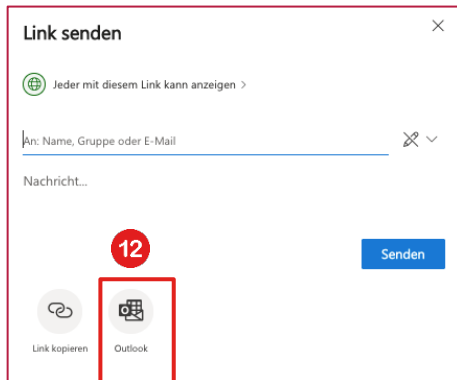 Link senden
Jeder mit diesem Link kann anzeigen >
An: Name, Gruppe oder E-Mail
Nachricht...
12
Senden
Link kopieren
Outlook